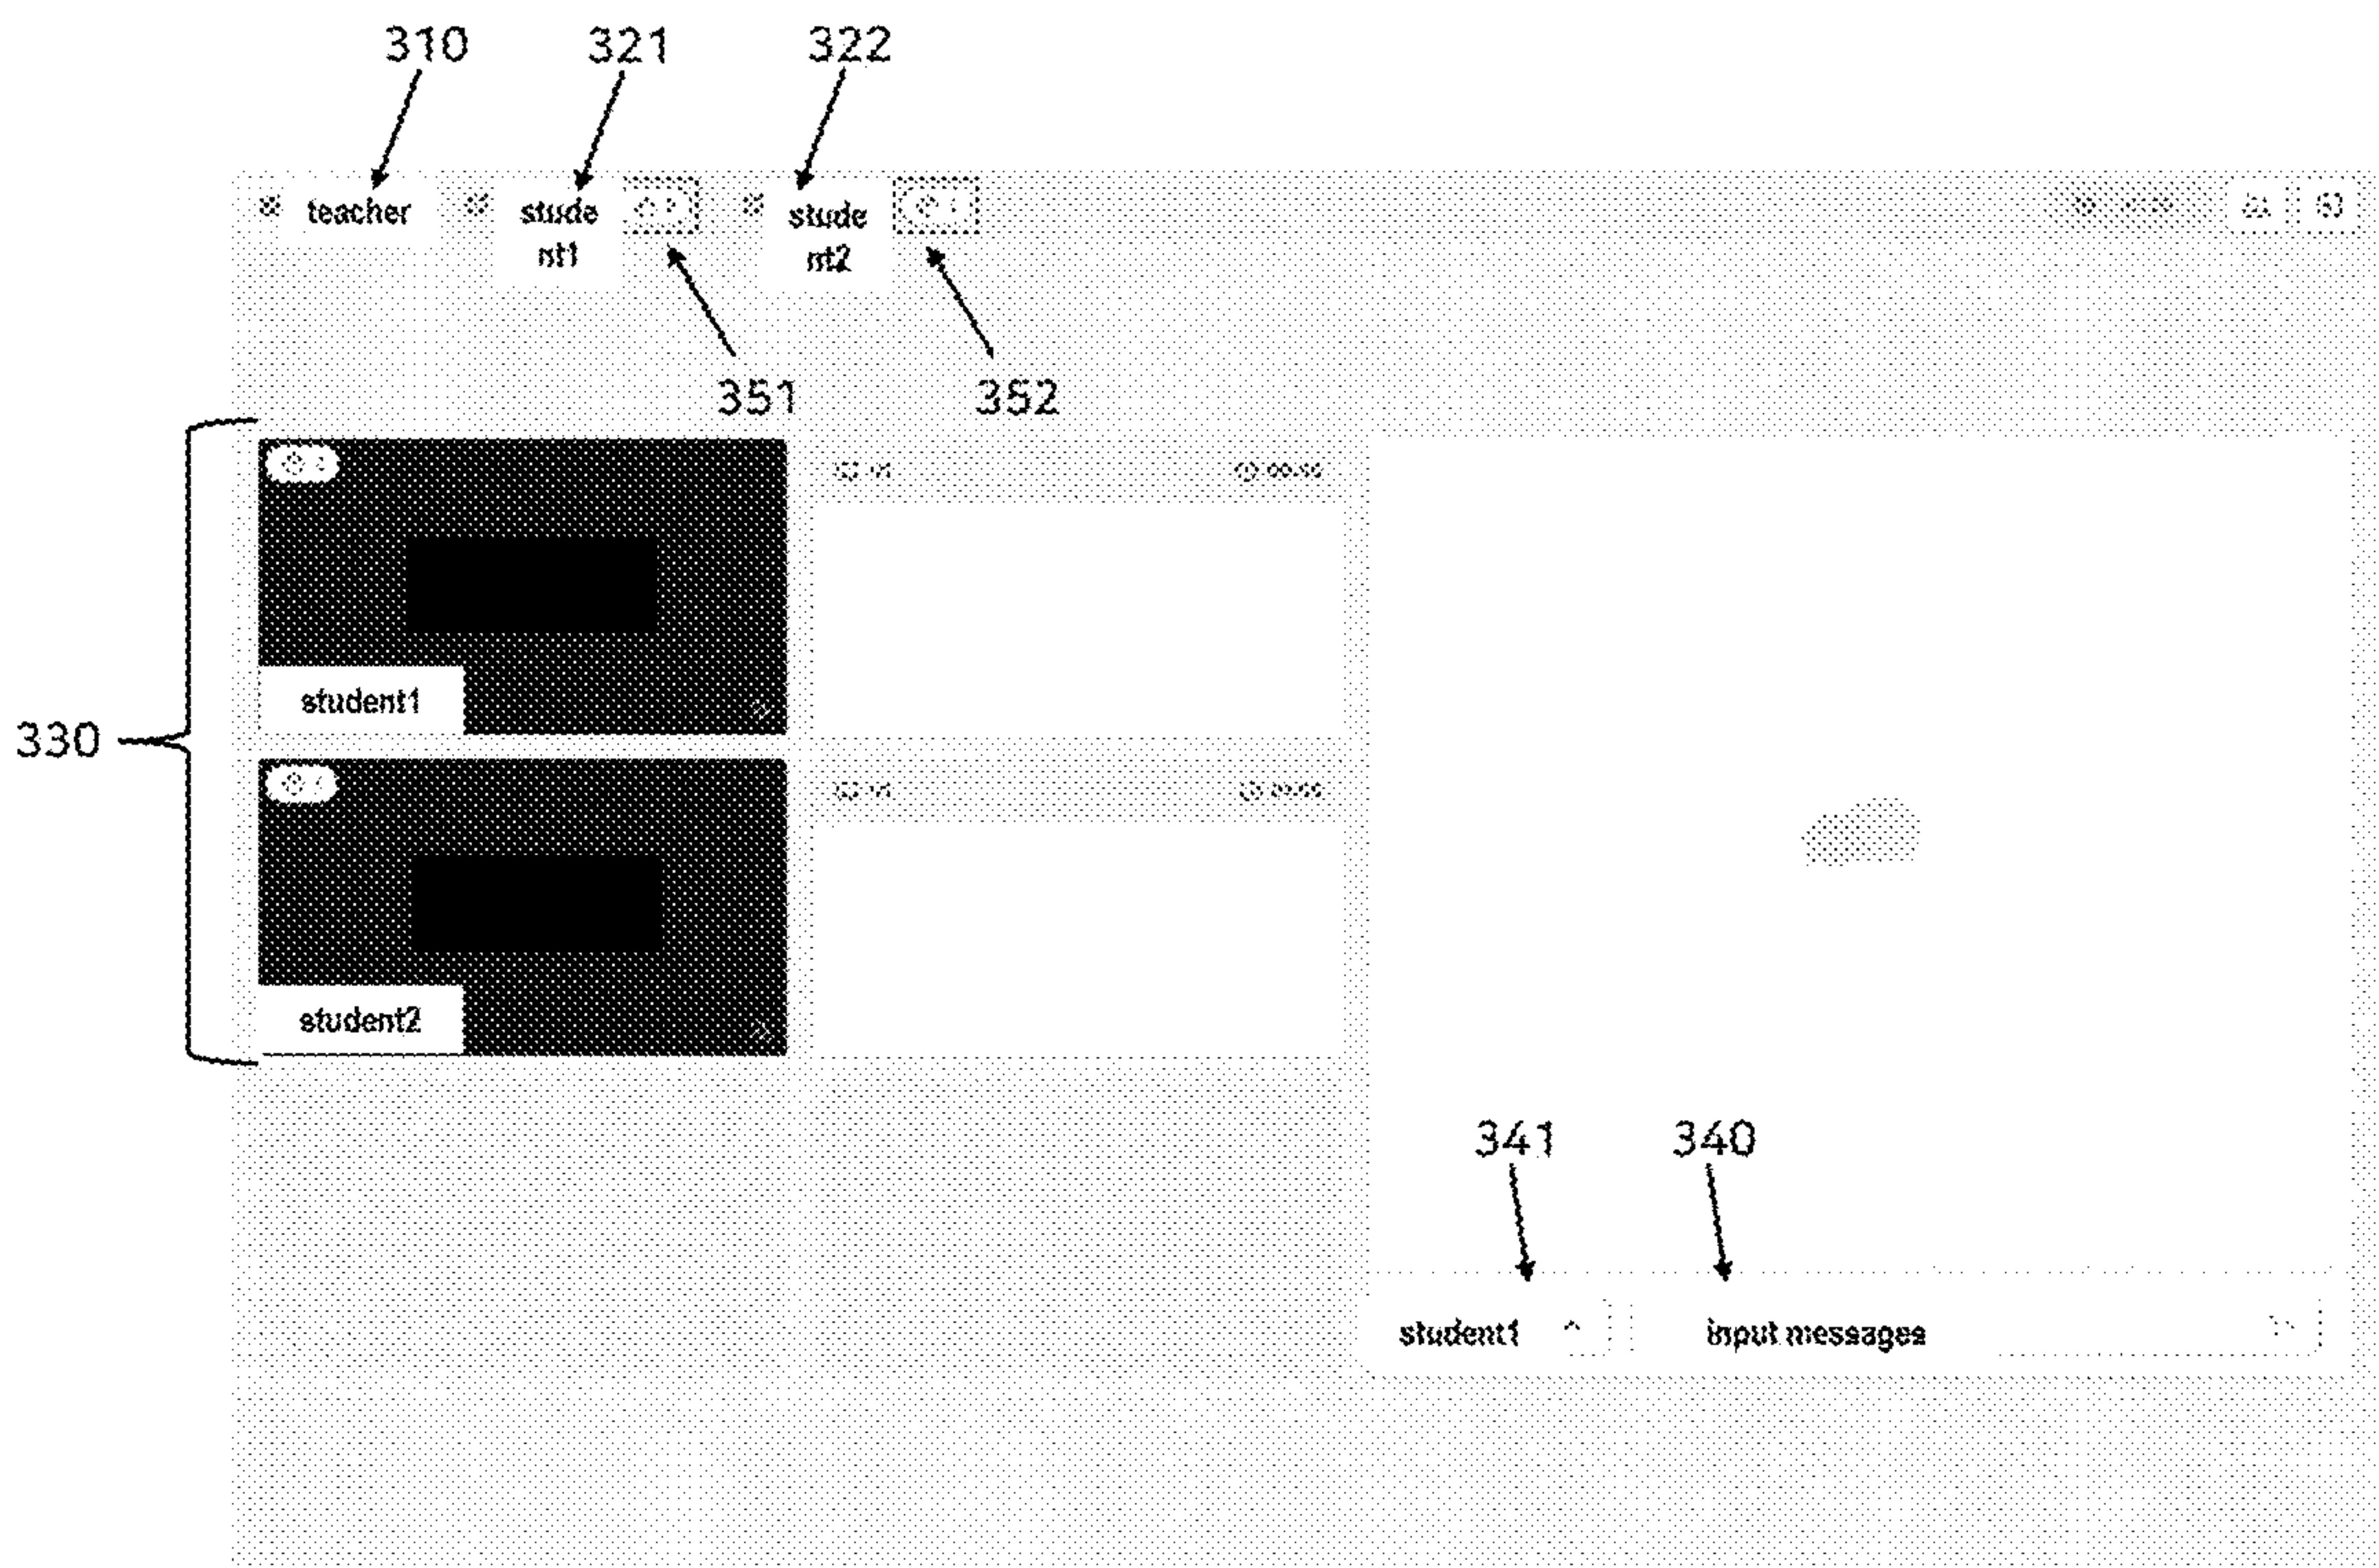 310
321
322
teacher
stude
nt1
stude
nt2
351
352
330
student1
student2
341
340
student1
input messages